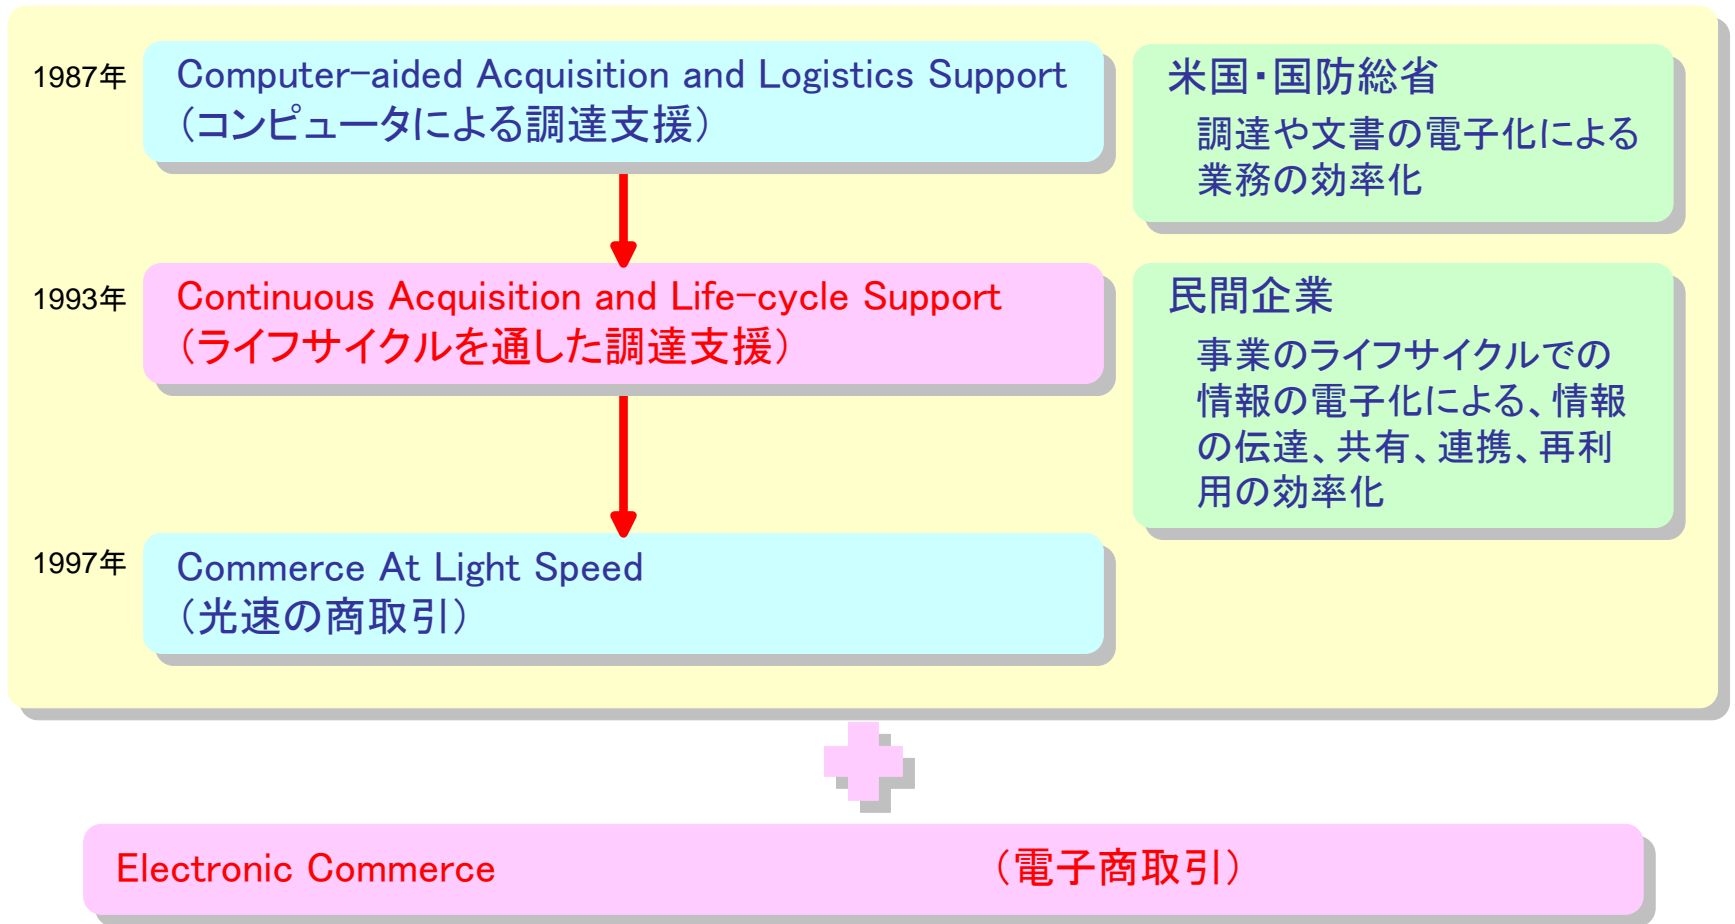 1987年
Computer-aided Acquisition and Logistics Support
（コンピュータによる調達支援）
米国・国防総省
調達や文書の電子化による
業務の効率化
1993年
Continuous Acquisition and Life-cycle Support
（ライフサイクルを通した調達支援）
民間企業
事業のライフサイクルでの
情報の電子化による、情報
の伝達、共有、連携、再利
用の効率化
1997年
Commerce At Light Speed
（光速の商取引）
Electronic Commerce （電子商取引）